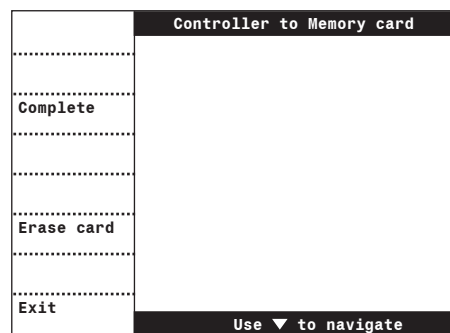 Controller to Memory card
Complete
Erase card
Exit
Use ▼ to navigate